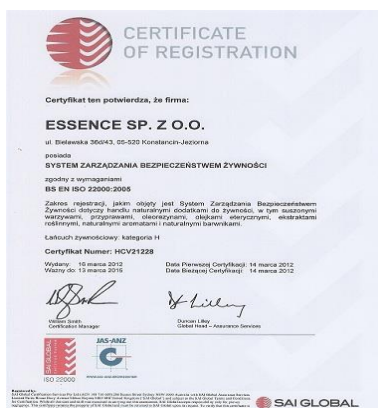 CERTIFICATE
OF REGISTRATION
Certyfikat ten potwierdza, że firma:
ESSENCE SP. Z O.O.
ul. Bielawska 36d/43, 05-520 Konstancin-Jeziorna
posiada
SYSTEM ZARZĄDZANIA BEZPIECZEŃSTWEM ŻYWNOŚCI
zgodny z wymaganiami
BS EN ISO 22000:2005
Zakres rejestracji, jakim objęty jest System Zarządzania Bezpieczeństwem
Żywności dotyczy handlu naturalnymi dodatkami do żywności, w tym suszonymi
warzywami, przyprawami, oleorezynami, olejkami eterycznymi, ekstraktami
roślinnymi, naturalnymi aromatami i naturalnymi barwnikami.
Łańcuch żywnościowy: kategoria H
Certyfikat Numer: HCV21228
Wydany: 16 marca 2012 Data Pierwszej Certyfikacji: 14 marca 2012
Ważny do: 13 marca 2015 Data Bieżącej Certyfikacji: 14 marca 2012
William Smith Duncan Lilley
Certification Manager Global Head – Assurance Services
SAI GLOBAL
JAS-ANZ
ISO 22000
SAI GLOBAL